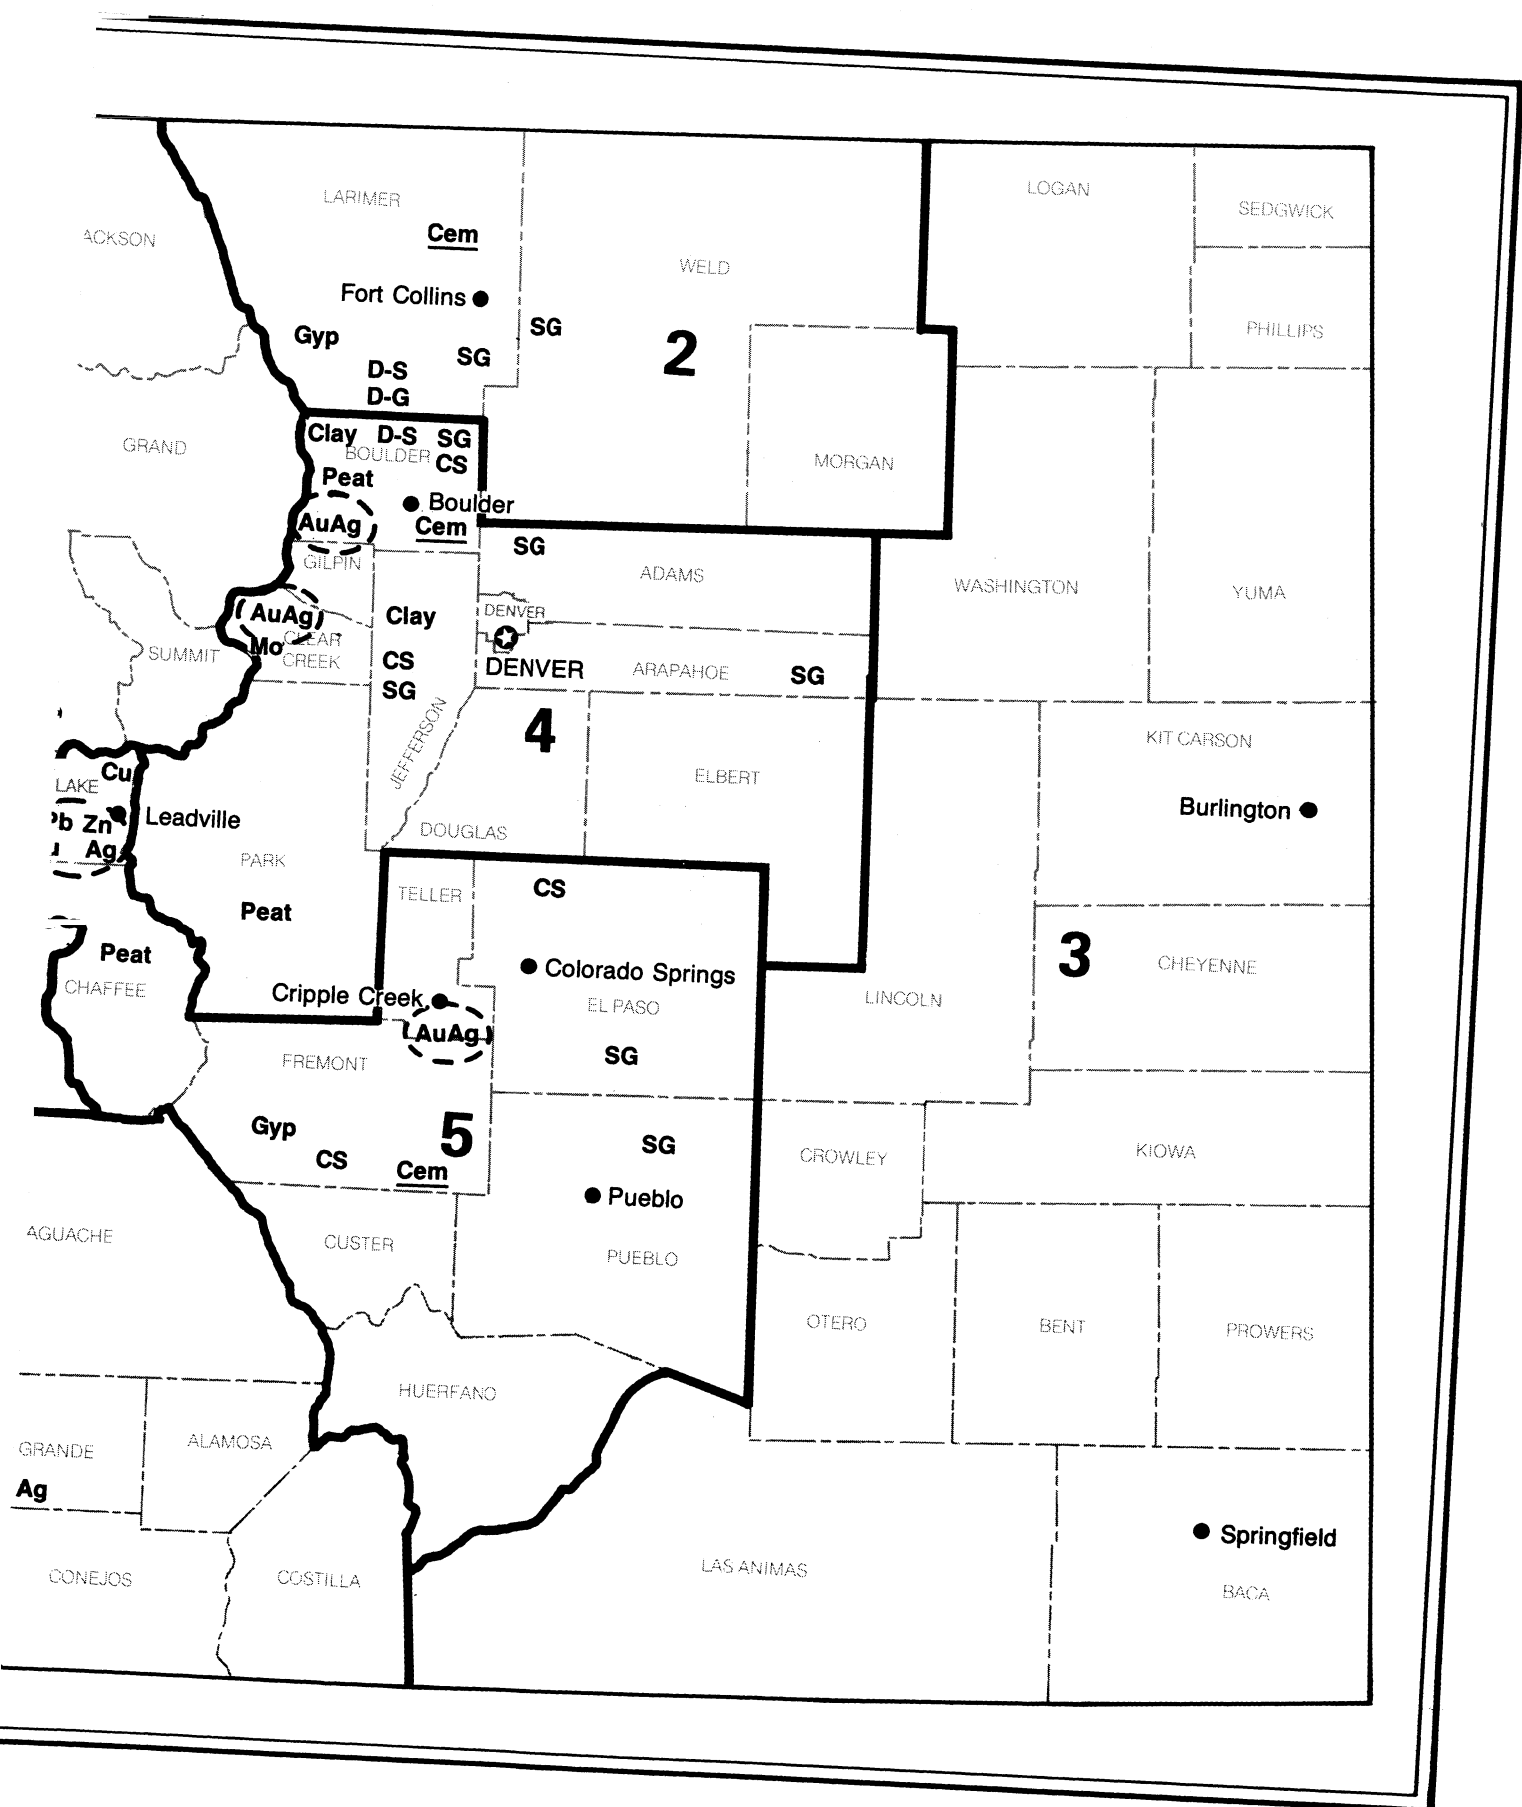 LARIMER
LOGAN
SEDGWICK
ACKSON
Cem
WELD
Fort Collins
SG
PHILLIPS
Gyp
SG
2
D-S
D-G
Clay D-S SG
GRAND
BOULDER
CS
MORGAN
Peat
Boulder
AuAg
Cem
SG
GILPIN
ADAMS
WASHINGTON
YUMA
AuAg
Clay
DENVER
Mo
CLEAR
CREEK
SUMMIT
CS
DENVER
ARAPAHOE
SG
SG
JEFFERSON
4
KIT CARSON
Cu
LAKE
ELBERT
Burlington
Pb Zn
Leadville
DOUGLAS
Ag
PARK
TELLER
CS
Peat
Peat
3
CHEYENNE
CHAFFEE
Colorado Springs
Cripple Creek
EL PASO
LINCOLN
AuAg
FREMONT
SG
Gyp
5
SG
CROWLEY
KIOWA
CS
Cem
Pueblo
AGUACHE
CUSTER
PUEBLO
OTERO
BENT
PROWERS
HUERFANO
GRANDE
ALAMOSA
Ag
Springfield
CONEJOS
COSTILLA
LAS ANIMAS
BACA